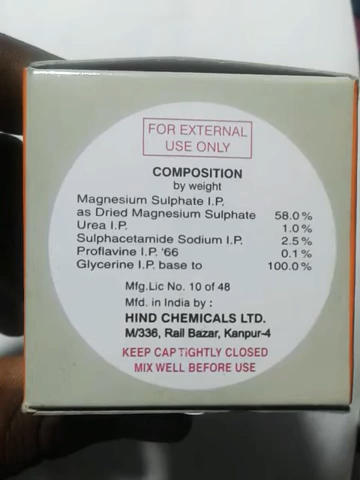 FOR EXTERNAL
USE ONLY
COMPOSITION
by weight
Magnesium Sulphate I.P.
as Dried Magnesium Sulphate 58.0%
Urea I.P. 1.0%
Sulphacetamide Sodium I.P. 2.5%
Proflavine I.P. '66 0.1%
Glycerine I.P. base to 100.0%
Mfg.Lic No. 10 of 48
Mfd. in India by :
HIND CHEMICALS LTD.
M/336, Rail Bazar, Kanpur-4
KEEP CAP TIGHTLY CLOSED
MIX WELL BEFORE USE